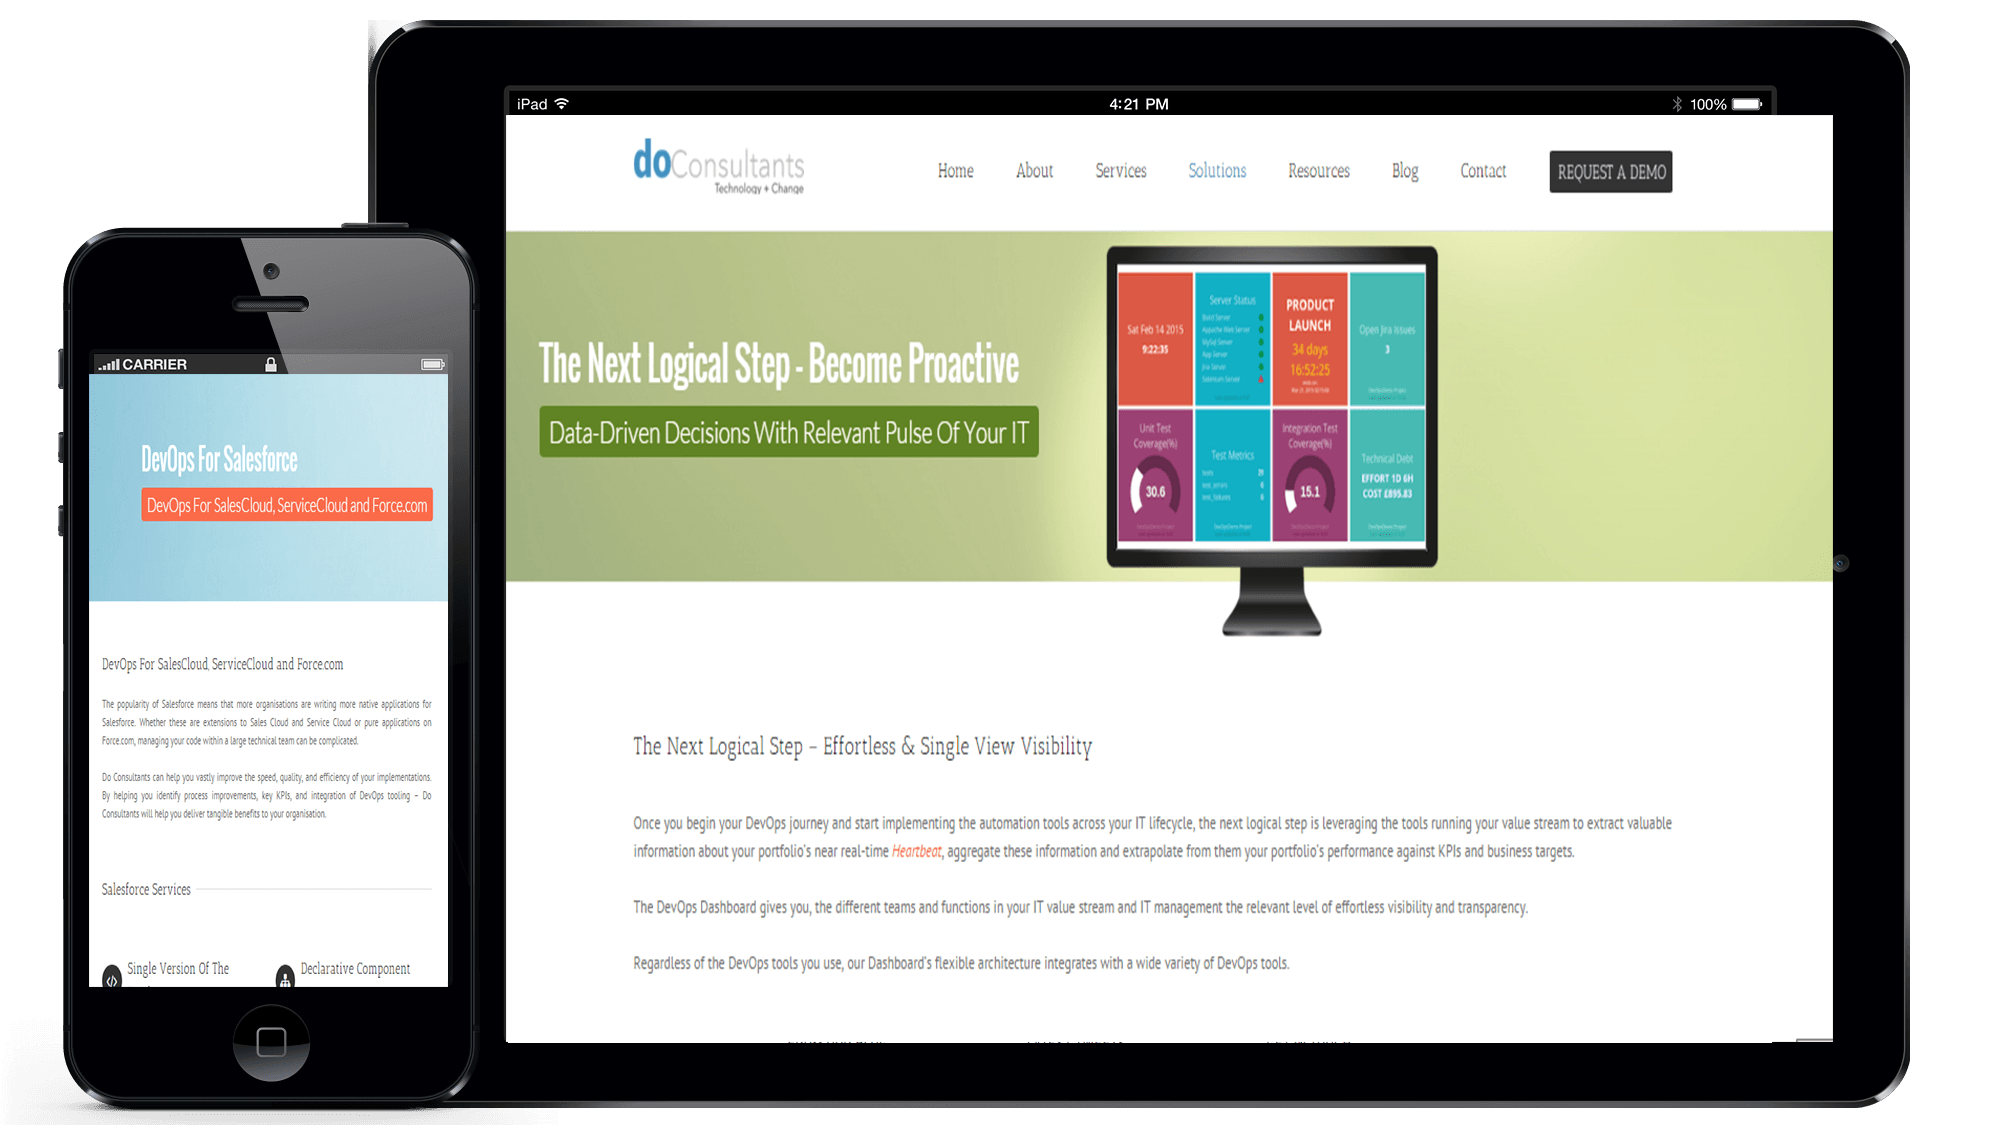 iPad
4:21 PM
100%
doConsultants
Technology + Change
Home
About
Services
Solutions
Resources
Blog
Contact
REQUEST A DEMO
The Next Logical Step - Become Proactive
Data-Driven Decisions With Relevant Pulse Of Your IT
Sat Feb 14 2015
9:22:35
Server Status
MySql Server
App Server
Jira Server
Selenium Server
PRODUCT
LAUNCH
34 days
16:52:25
Open Jira Issues
3
Unit Test
Coverage(%)
30.6
Test Metrics
tests
test_errors
test_failures
Integration Test
Coverage(%)
15.1
Technical Debt
EFFORT 1D 6H
COST £895.83
The Next Logical Step – Effortless & Single View Visibility
Once you begin your DevOps journey and start implementing the automation tools across your IT lifecycle, the next logical step is leveraging the tools running your value stream to extract valuable
information about your portfolio's near real-time Heartbeat, aggregate these information and extrapolate from them your portfolio's performance against KPIs and business targets.
The DevOps Dashboard gives you, the different teams and functions in your IT value stream and IT management the relevant level of effortless visibility and transparency.
Regardless of the DevOps tools you use, our Dashboard's flexible architecture integrates with a wide variety of DevOps tools.
CARRIER
DevOps For Salesforce
DevOps For SalesCloud, ServiceCloud and Force.com
DevOps For SalesCloud, ServiceCloud and Force.com
The popularity of Salesforce means that more organisations are writing more native applications for
Salesforce. Whether these are extensions to Sales Cloud and Service Cloud or pure applications on
Force.com, managing your code within a large technical team can be complicated.
Do Consultants can help you vastly improve the speed, quality, and efficiency of your implementations.
By helping you identify process improvements, key KPIs, and integration of DevOps tooling – Do
Consultants will help you deliver tangible benefits to your organisation.
Salesforce Services
Single Version Of The
Declarative Component